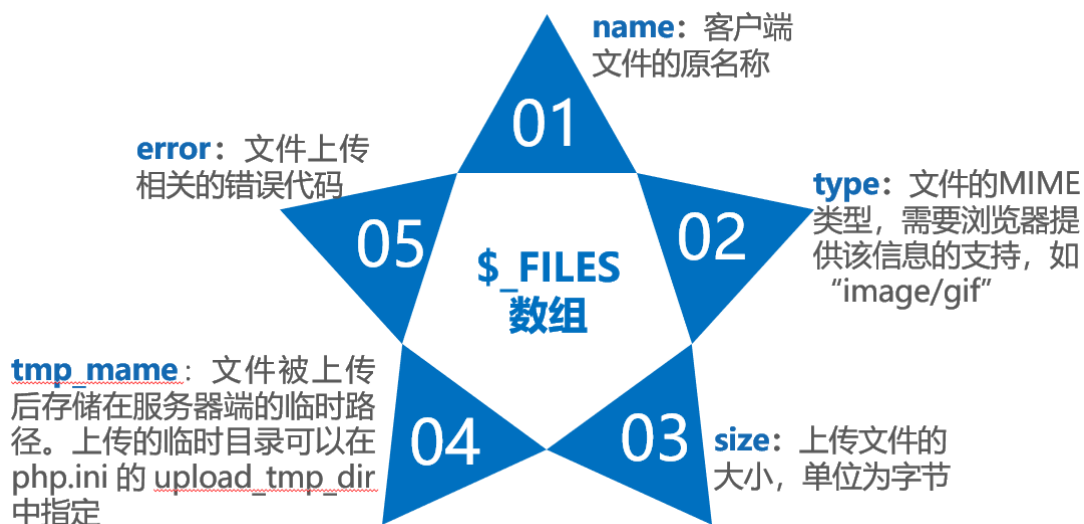 name：客户端
文件的原名称
01
error：文件上传
相关的错误代码
type：文件的MIME
类型，需要浏览器提
供该信息的支持，如
“image/gif”
05
02
$_FILES
数组
tmp_mame：文件被上传
后存储在服务器端的临时路
径。上传的临时目录可以在
php.ini 的 upload_tmp_dir
中指定
04
03
size：上传文件的
大小，单位为字节